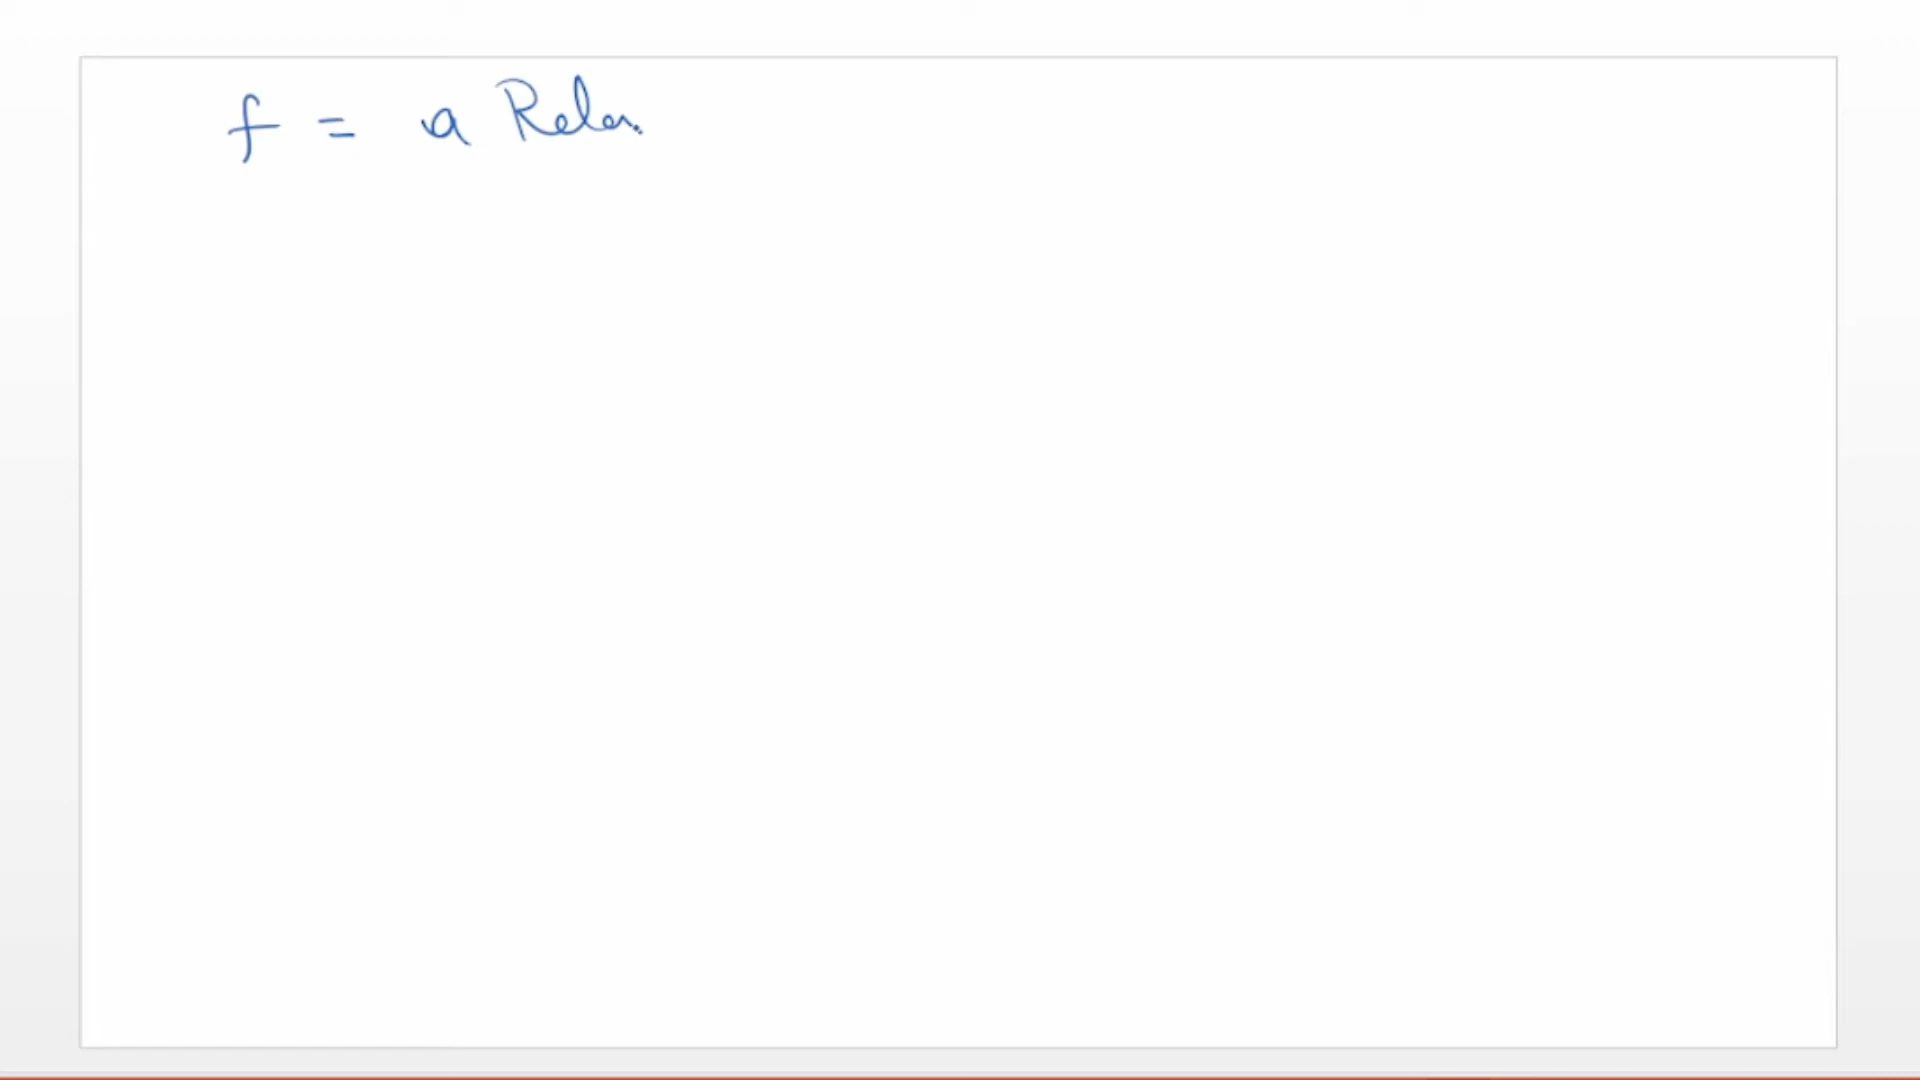 f = a Rela